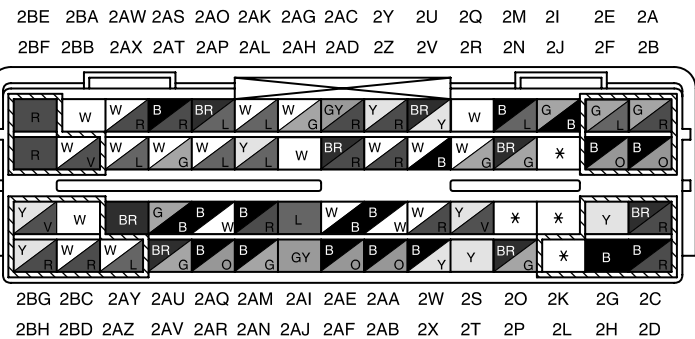 2BE 2BA 2AW 2AS 2AO 2AK 2AG 2AC 2Y 2U 2Q 2M 2I 2E 2A
2BF 2BB 2AX 2AT 2AP 2AL 2AH 2AD 2Z 2V 2R 2N 2J 2F 2B
R W W R B R BR L W L W G GY R Y R BR Y W B L G B G L G R
R W V W L W G W L Y L W BR R W R W B W G BR G * B O B O
Y V W BR G B B W B R L W B B W W R Y V * * Y BR R
Y R W R W L BR G B O B G GY B O B O B Y Y BR G * B B R
2BG 2BC 2AY 2AU 2AQ 2AM 2AI 2AE 2AA 2W 2S 2O 2K 2G 2C
2BH 2BD 2AZ 2AV 2AR 2AN 2AJ 2AF 2AB 2X 2T 2P 2L 2H 2D